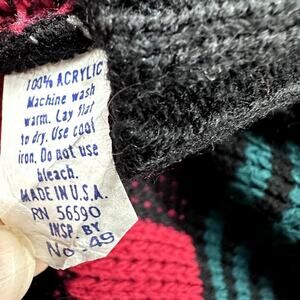 100% ACRYLIC
Machine wash
warm. Lay flat
to dry. Use cool
iron. Do not use
bleach.
MADE IN U.S.A.
RN 56590
INSP. BY
No. 49